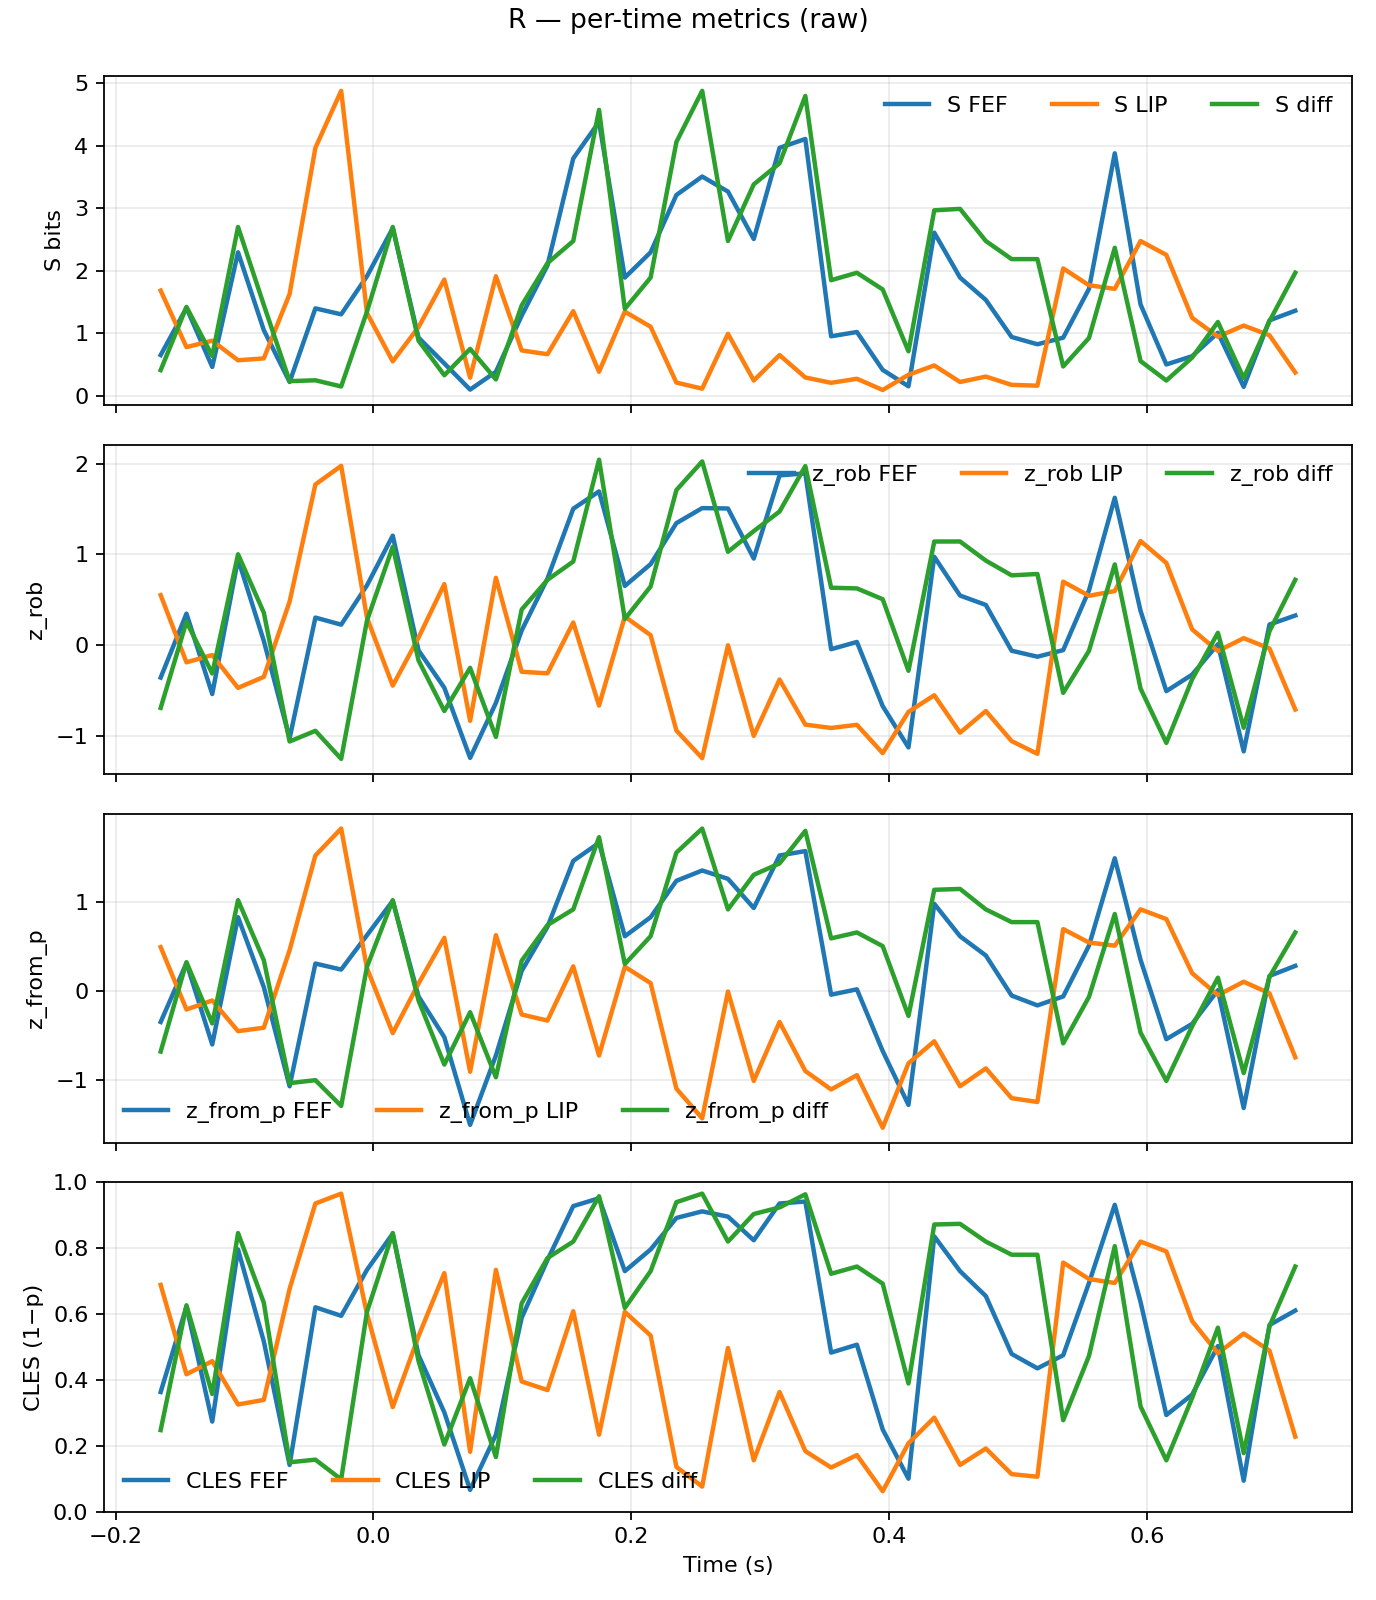 R — per-time metrics (raw)
S FEF S LIP S diff
5
4
3
2
1
0
S bits
z_rob FEF z_rob LIP z_rob diff
2
1
0
−1
z_rob
1
0
−1
z_from_p
z_from_p FEF z_from_p LIP z_from_p diff
1.0
0.8
0.6
0.4
0.2
0.0
CLES (1−p)
CLES FEF CLES LIP CLES diff
−0.2 0.0 0.2 0.4 0.6
Time (s)